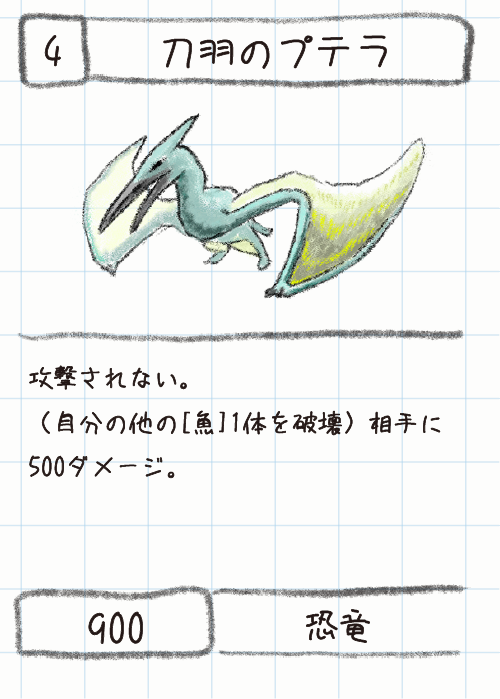 4
刀羽のプテラ
攻撃されない。
（自分の他の[魚]1体を破壊）相手に
500ダメージ。
900
恐竜